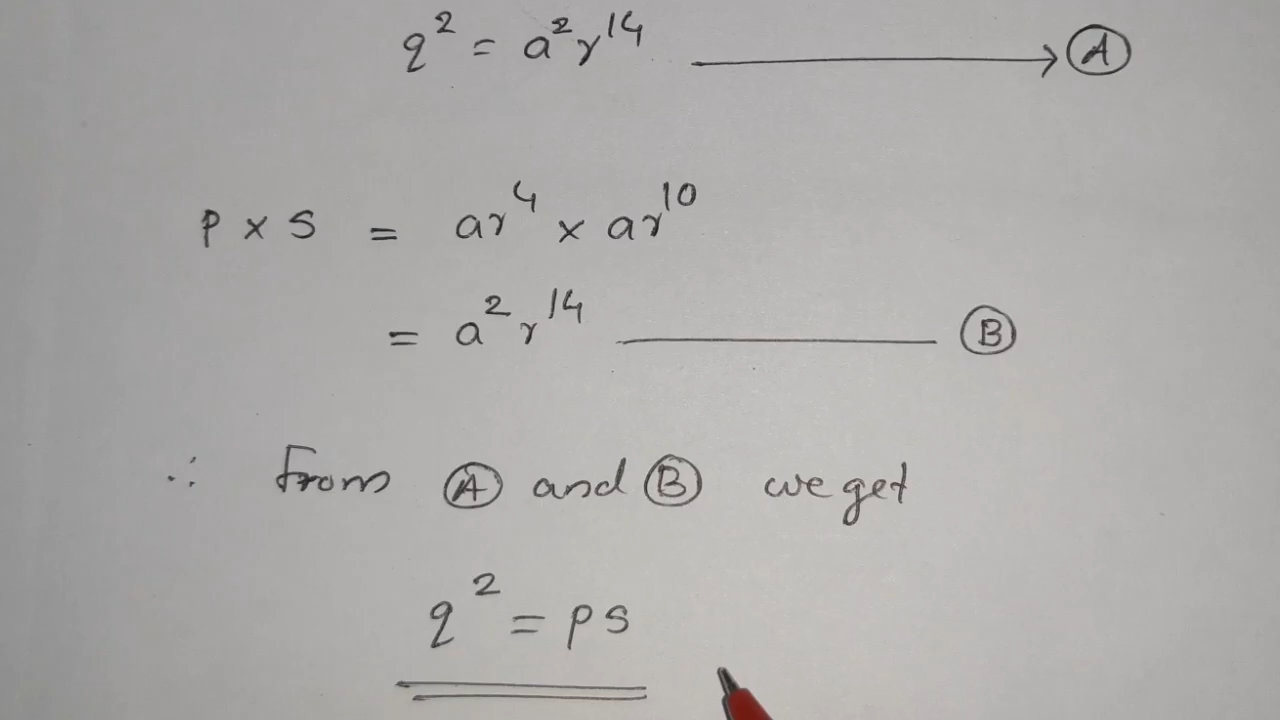 q² = a²r¹⁴ ⟶ Ⓐ
p × s = ar⁴ × ar¹⁰
= a²r¹⁴ — Ⓑ
∴ from Ⓐ and Ⓑ we get
q² = ps